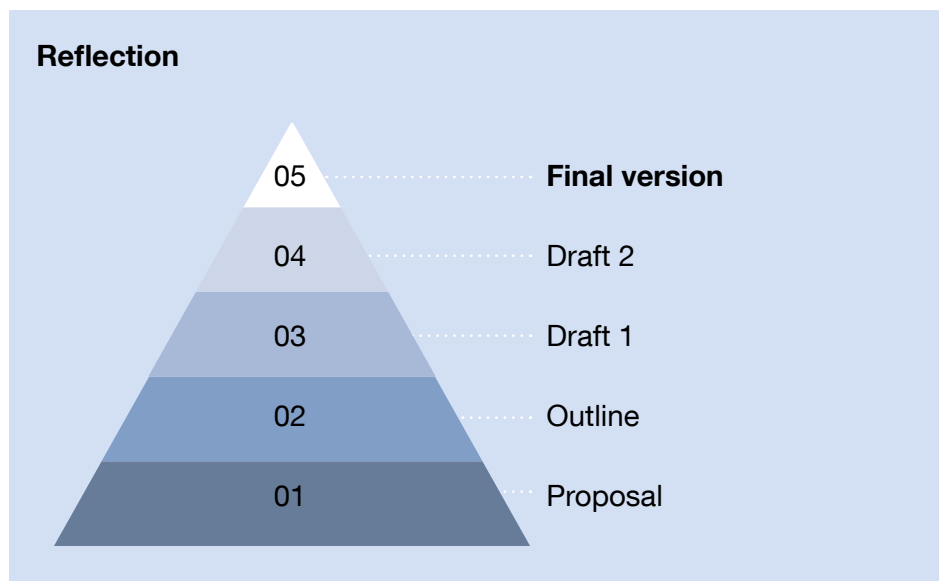 Reflection
05 Final version
04 Draft 2
03 Draft 1
02 Outline
01 Proposal